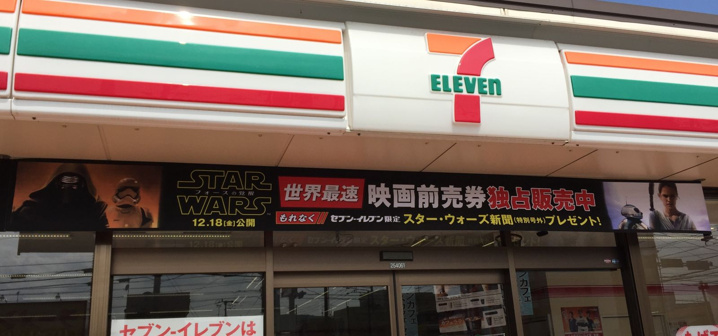 7
ELEVEn
STAR
フォースの覚醒
WARS
12.18[金]公開
世界最速 映画前売券独占販売中
もれなく セブン-イレブン限定 スター・ウォーズ新聞(特別号外)プレゼント!
セブン-イレブンは